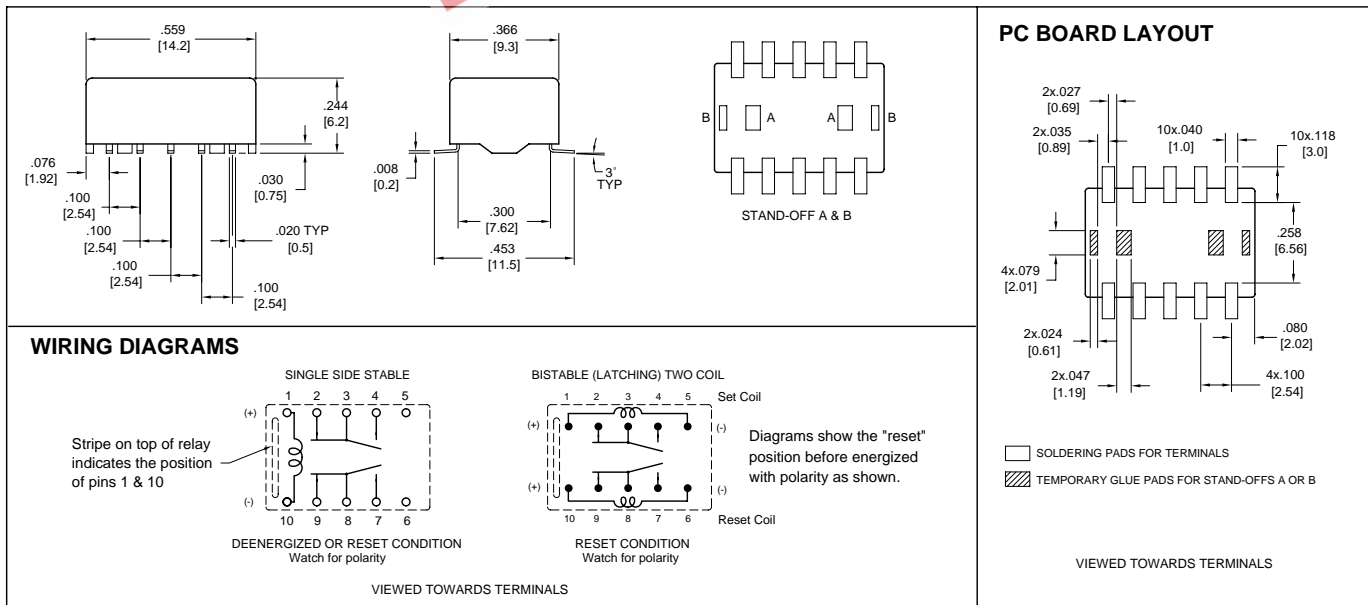 .559
[14.2]
.244
[6.2]
.076
[1.92]
.030
[0.75]
.100
[2.54]
.100
[2.54]
.020 TYP
[0.5]
.100
[2.54]
.100
[2.54]
.366
[9.3]
.008
[0.2]
3°
TYP
.300
[7.62]
.453
[11.5]
B
A
A
B
STAND-OFF A & B
WIRING DIAGRAMS
SINGLE SIDE STABLE
1 2 3 4 5
(+)
Stripe on top of relay
indicates the position
of pins 1 & 10
(-)
10 9 8 7 6
DEENERGIZED OR RESET CONDITION
Watch for polarity
BISTABLE (LATCHING) TWO COIL
1 2 3 4 5 Set Coil
(+) (-)
Diagrams show the "reset"
position before energized
with polarity as shown.
(+) (-)
10 9 8 7 6 Reset Coil
RESET CONDITION
Watch for polarity
VIEWED TOWARDS TERMINALS
PC BOARD LAYOUT
2x.027
[0.69]
2x.035
[0.89]
10x.040
[1.0]
10x.118
[3.0]
.258
[6.56]
4x.079
[2.01]
2x.024
[0.61]
.080
[2.02]
2x.047
[1.19]
4x.100
[2.54]
SOLDERING PADS FOR TERMINALS
TEMPORARY GLUE PADS FOR STAND-OFFS A OR B
VIEWED TOWARDS TERMINALS